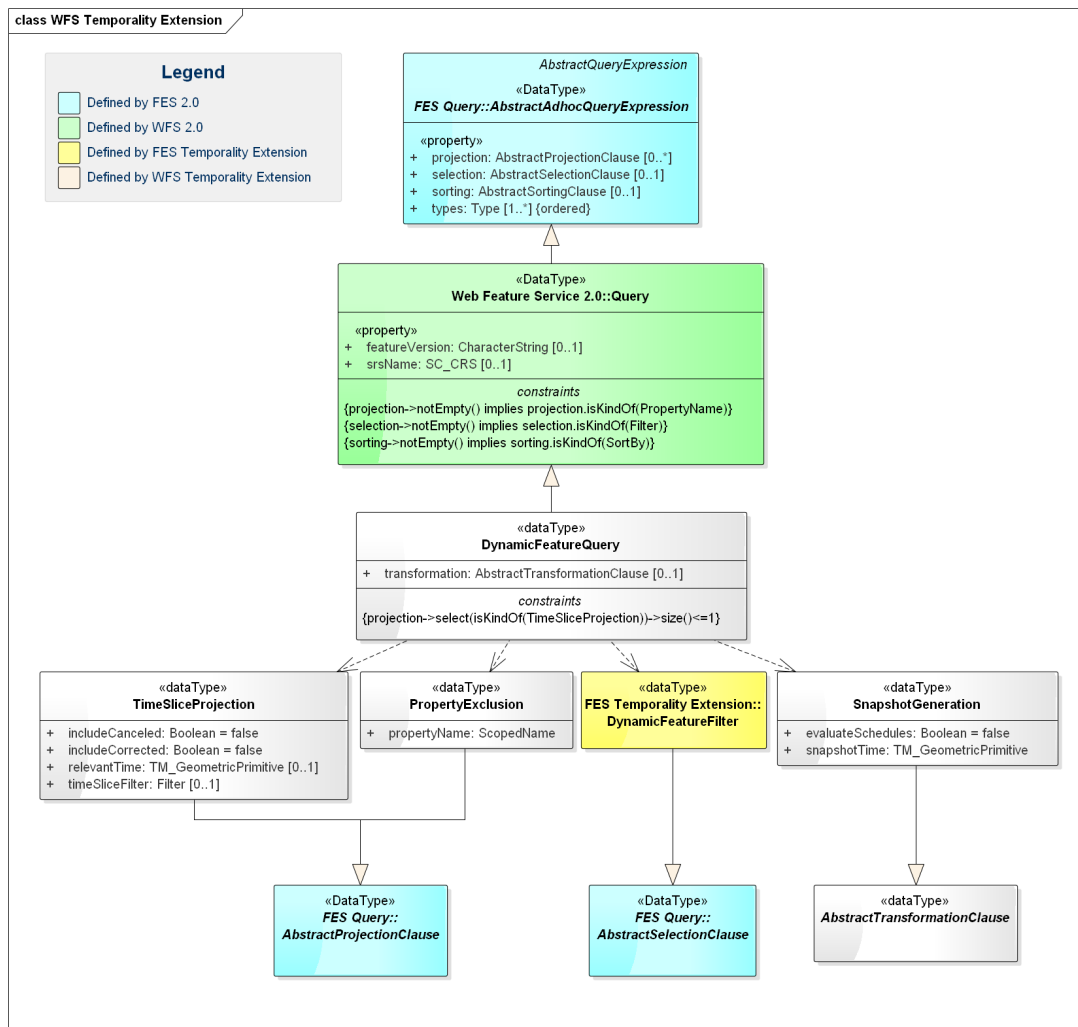 class WFS Temporality Extension
Legend
Defined by FES 2.0
Defined by WFS 2.0
Defined by FES Temporality Extension
Defined by WFS Temporality Extension
AbstractQueryExpression
«DataType»
FES Query::AbstractAdhocQueryExpression
«property»
+ projection: AbstractProjectionClause [0..*]
+ selection: AbstractSelectionClause [0..1]
+ sorting: AbstractSortingClause [0..1]
+ types: Type [1..*] {ordered}
«DataType»
Web Feature Service 2.0::Query
«property»
+ featureVersion: CharacterString [0..1]
+ srsName: SC_CRS [0..1]
constraints
{projection->notEmpty() implies projection.isKindOf(PropertyName)}
{selection->notEmpty() implies selection.isKindOf(Filter)}
{sorting->notEmpty() implies sorting.isKindOf(SortBy)}
«dataType»
DynamicFeatureQuery
+ transformation: AbstractTransformationClause [0..1]
constraints
{projection->select(isKindOf(TimeSliceProjection))->size()<=1}
«dataType»
TimeSliceProjection
+ includeCanceled: Boolean = false
+ includeCorrected: Boolean = false
+ relevantTime: TM_GeometricPrimitive [0..1]
+ timeSliceFilter: Filter [0..1]
«dataType»
PropertyExclusion
+ propertyName: ScopedName
«dataType»
FES Temporality Extension::
DynamicFeatureFilter
«dataType»
SnapshotGeneration
+ evaluateSchedules: Boolean = false
+ snapshotTime: TM_GeometricPrimitive
«DataType»
FES Query::
AbstractProjectionClause
«DataType»
FES Query::
AbstractSelectionClause
«dataType»
AbstractTransformationClause